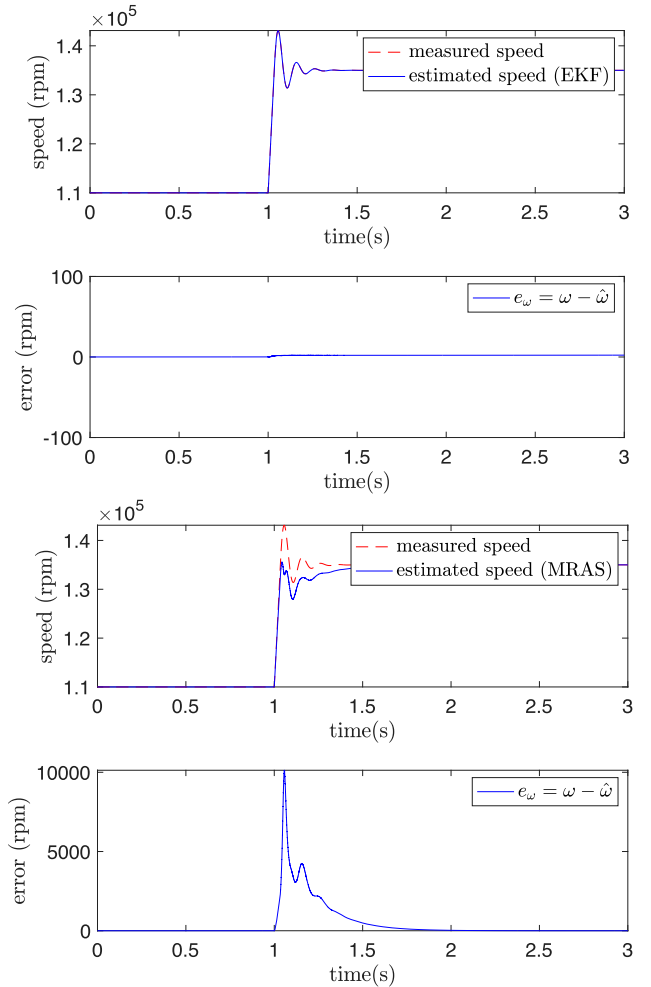 ×10⁵
1.4
1.3
1.2
1.1
speed (rpm)
measured speed
estimated speed (EKF)
0 0.5 1 1.5 2 2.5 3
time(s)
100
0
-100
error (rpm)
e_ω = ω − ω̂
0 0.5 1 1.5 2 2.5 3
time(s)
×10⁵
1.4
1.3
1.2
1.1
speed (rpm)
measured speed
estimated speed (MRAS)
0 0.5 1 1.5 2 2.5 3
time(s)
10000
5000
0
error (rpm)
e_ω = ω − ω̂
0 0.5 1 1.5 2 2.5 3
time(s)